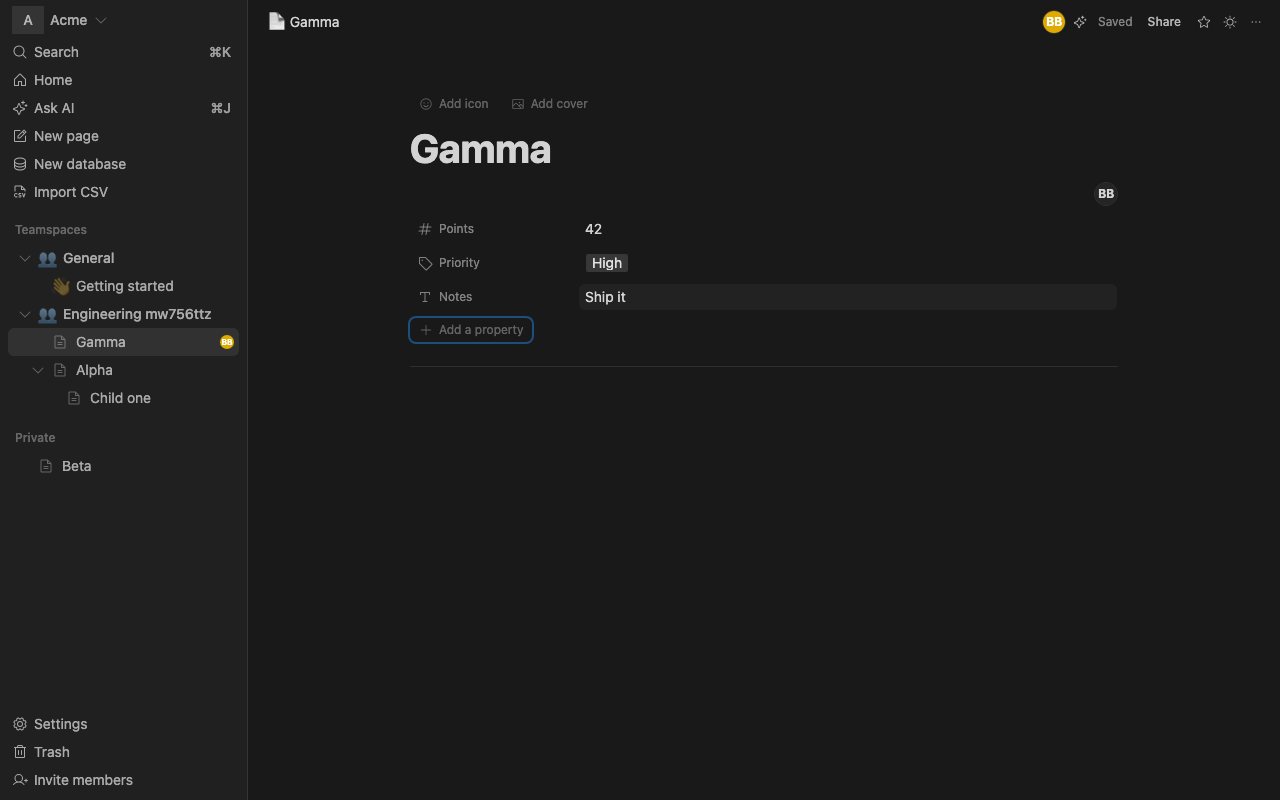 A Acme
Search ⌘K
Home
Ask AI ⌘J
New page
New database
Import CSV
Teamspaces
General
Getting started
Engineering mw756ttz
Gamma BB
Alpha
Child one
Private
Beta
Settings
Trash
Invite members
Gamma
BB Saved Share
Add icon Add cover
Gamma
BB
Points 42
Priority High
Notes Ship it
Add a property